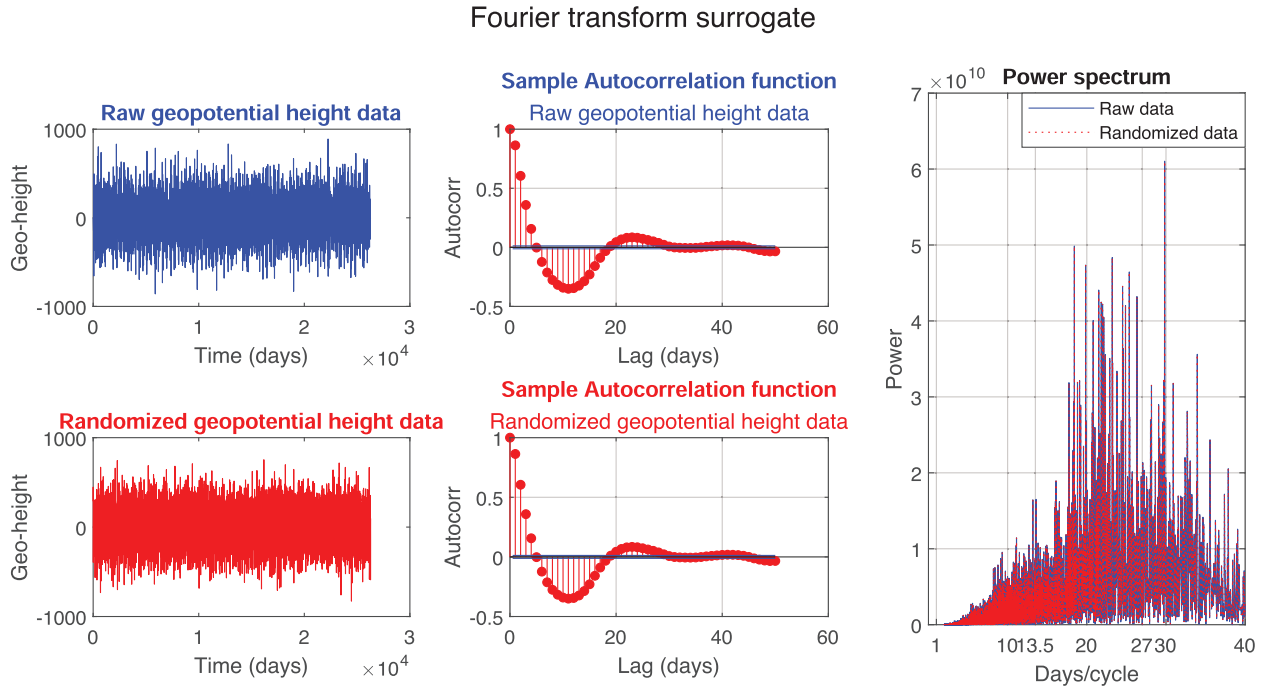 Fourier transform surrogate
Raw geopotential height data
1000
0
-1000
Geo-height
0 1 2 3
Time (days)
×10^4
Sample Autocorrelation function
Raw geopotential height data
1
0.5
0
-0.5
Autocorr
0 20 40 60
Lag (days)
Randomized geopotential height data
1000
0
-1000
Geo-height
0 1 2 3
Time (days)
×10^4
Sample Autocorrelation function
Randomized geopotential height data
1
0.5
0
-0.5
Autocorr
0 20 40 60
Lag (days)
×10^10
Power spectrum
Raw data
Randomized data
7
6
5
4
3
2
1
0
Power
1 10 13.5 20 27 30 40
Days/cycle